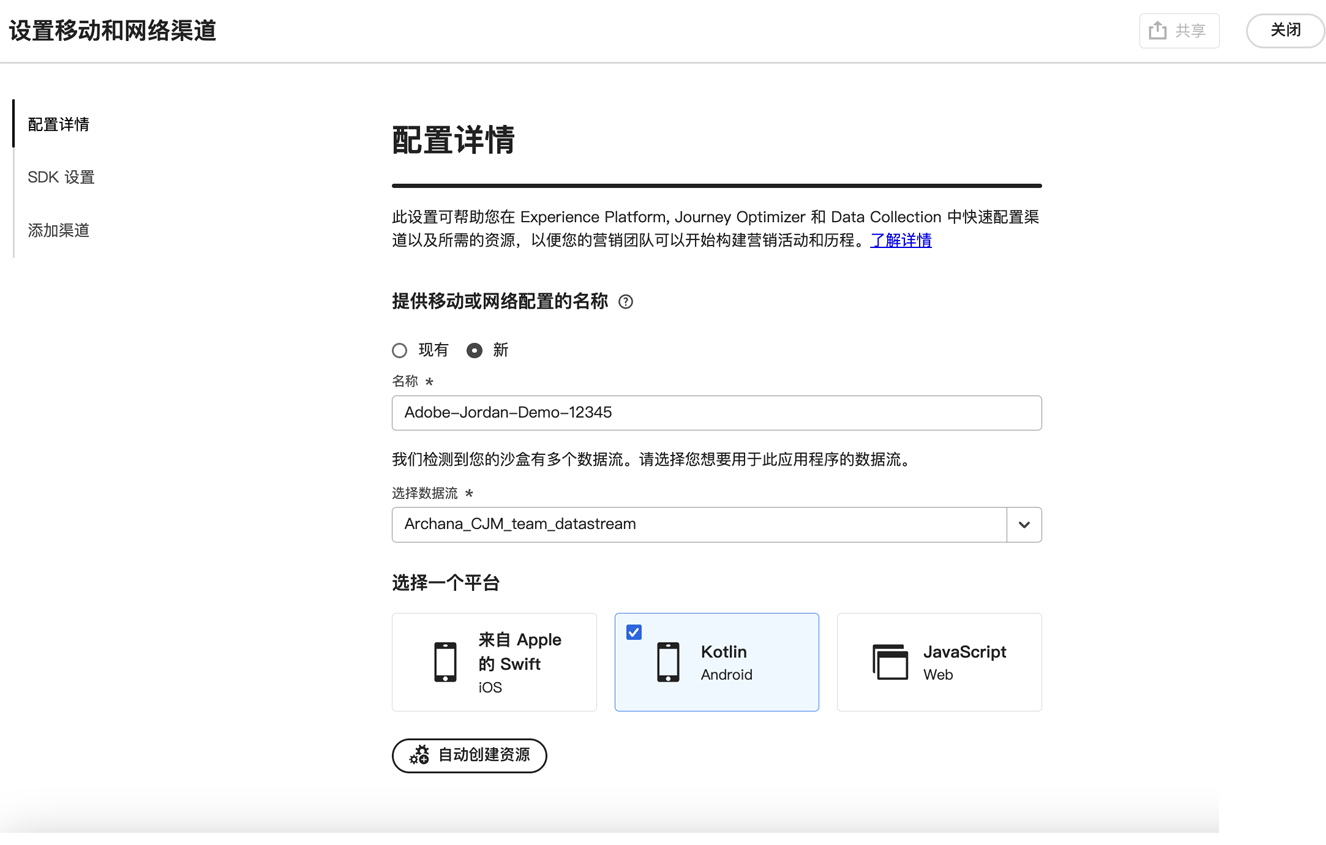 设置移动和网络渠道
共享
关闭
配置详情
SDK 设置
添加渠道
配置详情
此设置可帮助您在 Experience Platform, Journey Optimizer 和 Data Collection 中快速配置渠
道以及所需的资源，以便您的营销团队可以开始构建营销活动和历程。了解详情
提供移动或网络配置的名称
现有 新
名称 *
Adobe-Jordan-Demo-12345
我们检测到您的沙盒有多个数据流。请选择您想要用于此应用程序的数据流。
选择数据流 *
Archana_CJM_team_datastream
选择一个平台
来自 Apple
的 Swift
iOS
Kotlin
Android
JavaScript
Web
自动创建资源